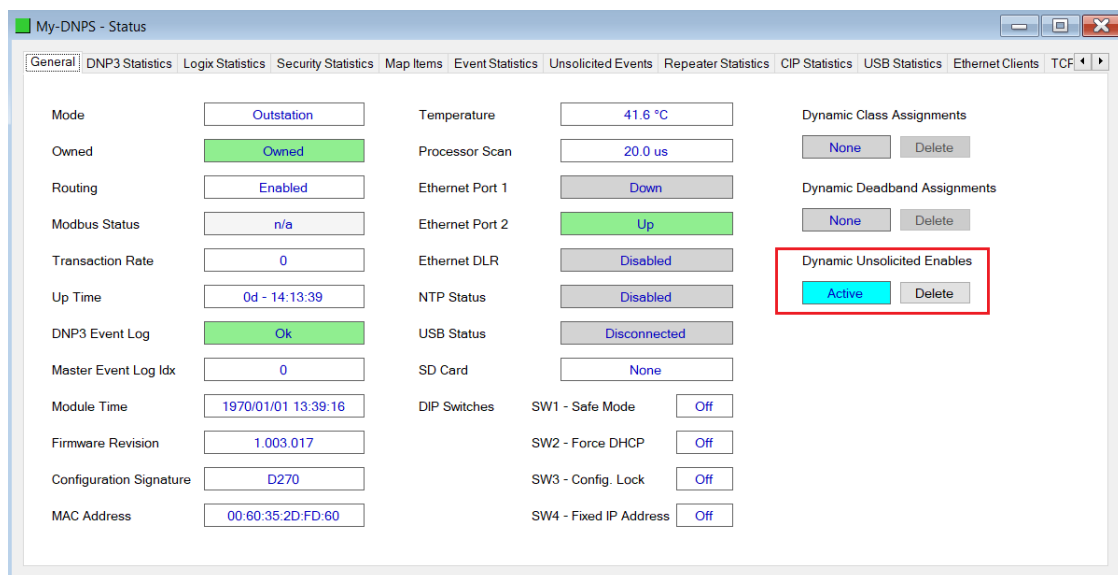 My-DNPS - Status
General DNP3 Statistics Logix Statistics Security Statistics Map Items Event Statistics Unsolicited Events Repeater Statistics CIP Statistics USB Statistics Ethernet Clients TCF
Mode Outstation Temperature 41.6 °C Dynamic Class Assignments
Owned Owned Processor Scan 20.0 us None Delete
Routing Enabled Ethernet Port 1 Down Dynamic Deadband Assignments
Modbus Status n/a Ethernet Port 2 Up None Delete
Transaction Rate 0 Ethernet DLR Disabled Dynamic Unsolicited Enables
Up Time 0d - 14:13:39 NTP Status Disabled Active Delete
DNP3 Event Log Ok USB Status Disconnected
Master Event Log Idx 0 SD Card None
Module Time 1970/01/01 13:39:16 DIP Switches SW1 - Safe Mode Off
Firmware Revision 1.003.017 SW2 - Force DHCP Off
Configuration Signature D270 SW3 - Config. Lock Off
MAC Address 00:60:35:2D:FD:60 SW4 - Fixed IP Address Off